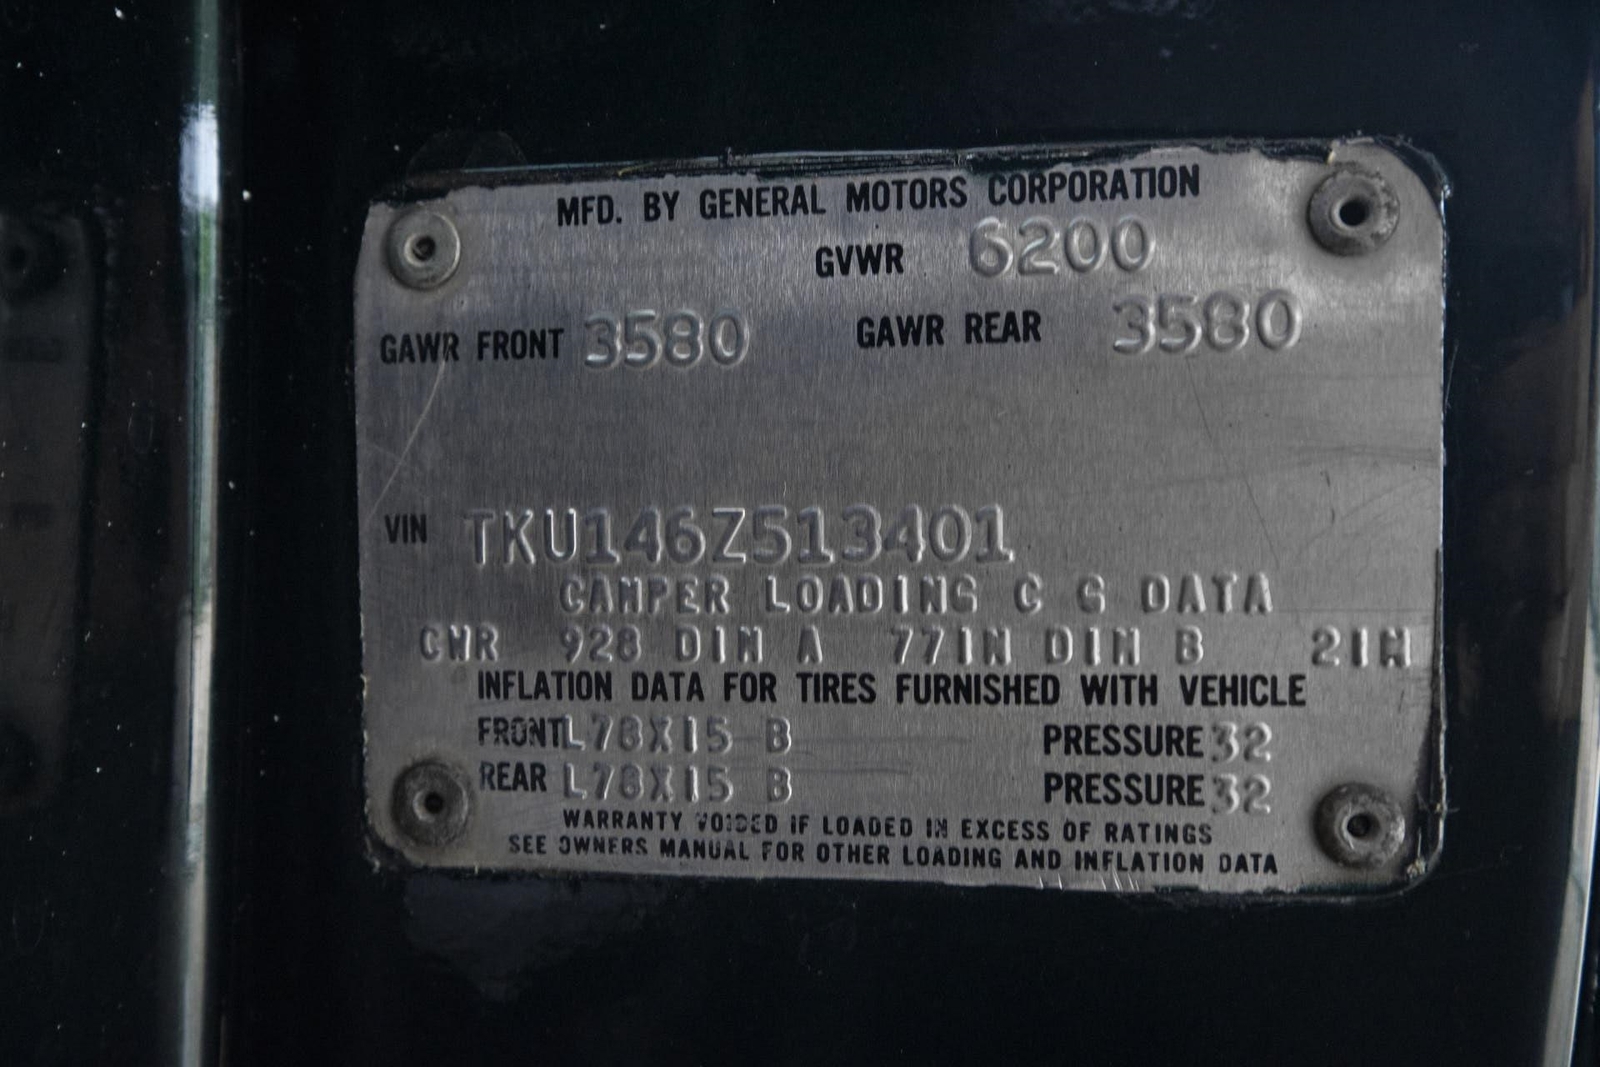 MFD. BY GENERAL MOTORS CORPORATION
GVWR 6200
GAWR FRONT 3580 GAWR REAR 3580
VIN TKU146Z513401
CAMPER LOADING C G DATA
CWR 928 DIM A 77IN DIM B 2IN
INFLATION DATA FOR TIRES FURNISHED WITH VEHICLE
FRONT L78X15 B PRESSURE 32
REAR L78X15 B PRESSURE 32
WARRANTY VOIDED IF LOADED IN EXCESS OF RATINGS
SEE OWNERS MANUAL FOR OTHER LOADING AND INFLATION DATA